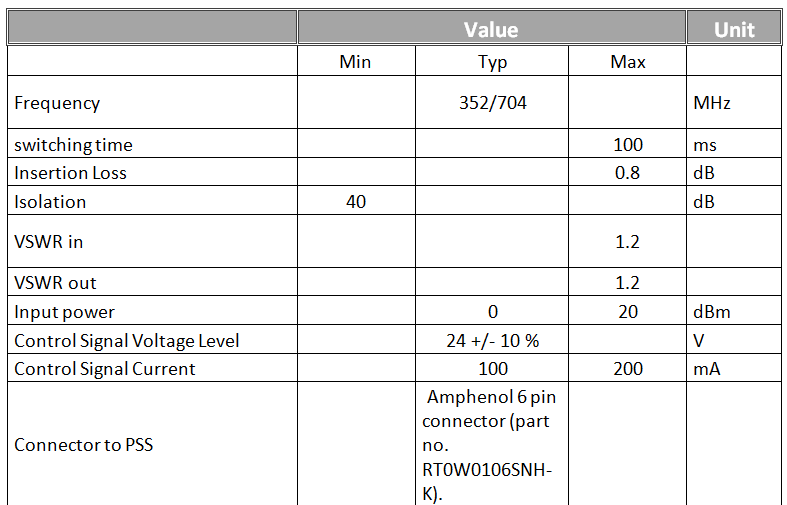 Value Unit
Min Typ Max
Frequency 352/704 MHz
switching time 100 ms
Insertion Loss 0.8 dB
Isolation 40 dB
VSWR in 1.2
VSWR out 1.2
Input power 0 20 dBm
Control Signal Voltage Level 24 +/- 10 % V
Control Signal Current 100 200 mA
Connector to PSS
Amphenol 6 pin
connector (part
no.
RT0W0106SNH-
K).